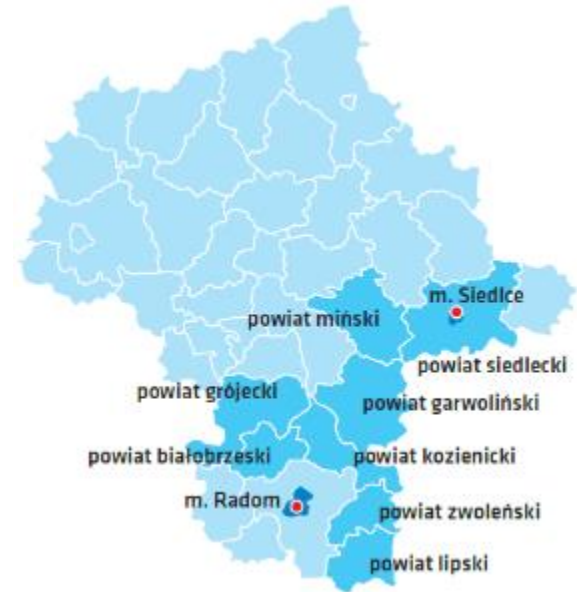 m. Siedlce
powiat miński
powiat siedlecki
powiat grójecki
powiat garwoliński
powiat białobrzeski
powiat kozienicki
m. Radom
powiat zwoleński
powiat lipski